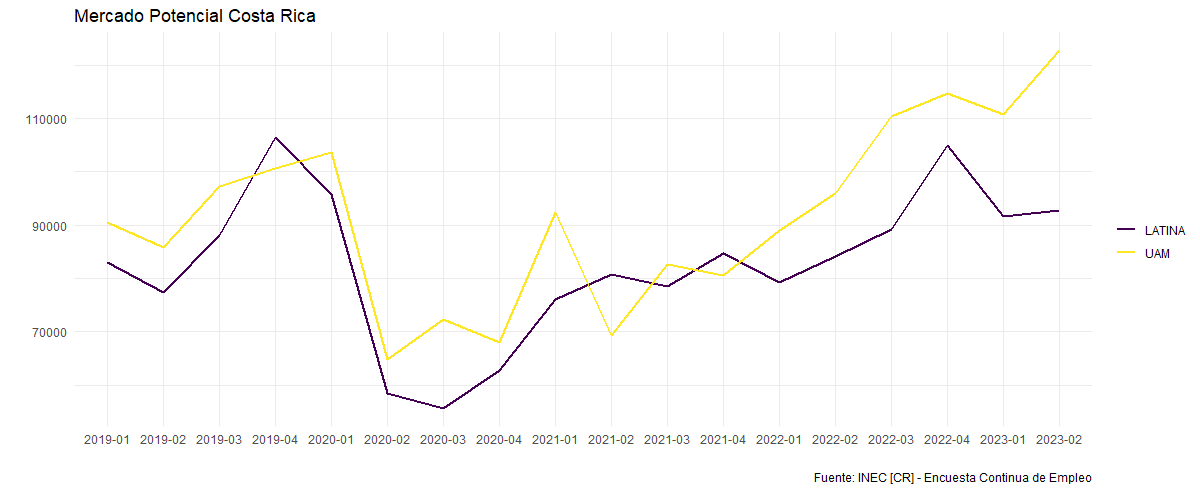 Mercado Potencial Costa Rica
110000
90000
70000
LATINA
UAM
2019-01 2019-02 2019-03 2019-04 2020-01 2020-02 2020-03 2020-04 2021-01 2021-02 2021-03 2021-04 2022-01 2022-02 2022-03 2022-04 2023-01 2023-02
Fuente: INEC [CR] - Encuesta Continua de Empleo